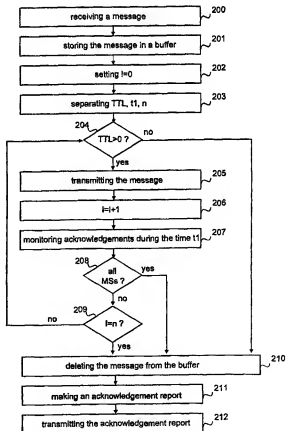 receiving a message 200
storing the message in a buffer 201
setting i=0 202
separating TTL, t1, n 203
204 TTL>0 ? no
yes
transmitting the message 205
i=i+1 206
monitoring acknowledgements during the time t1 207
208 all MSs ? yes
no
209 i=n ? no
yes
deleting the message from the buffer 210
making an acknowledgement report 211
transmitting the acknowledgement report 212